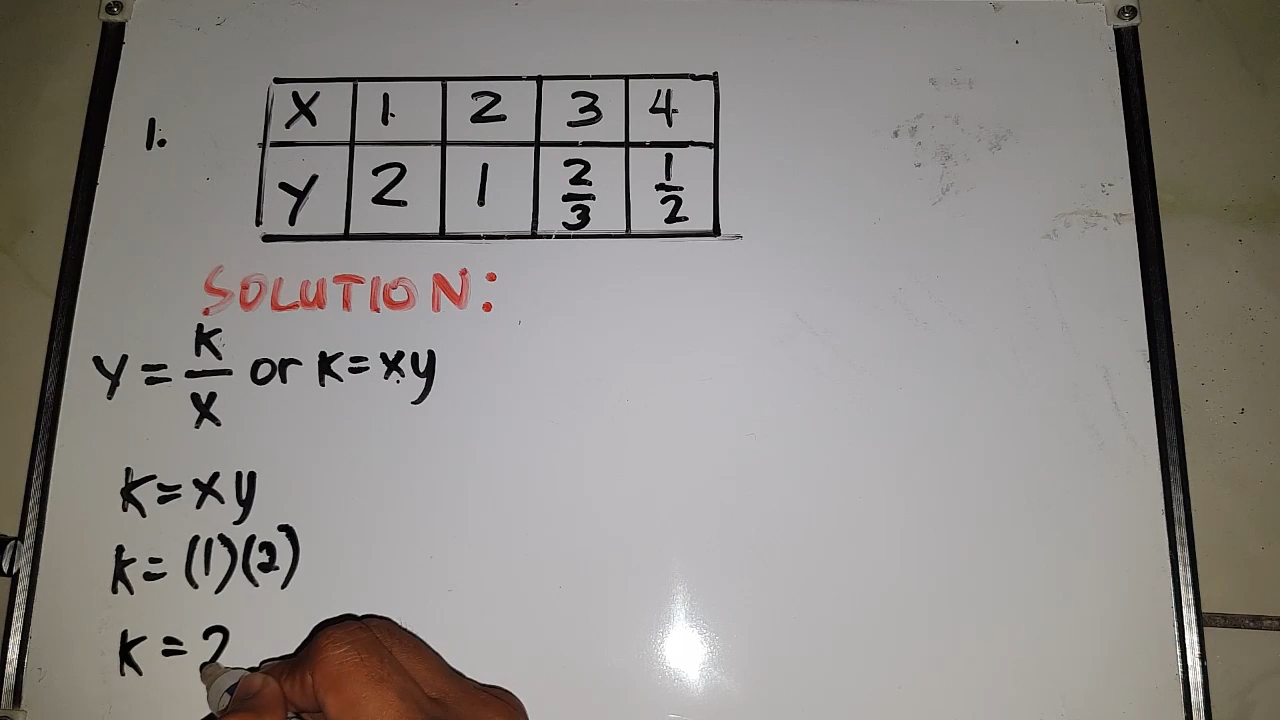 1.
X 1 2 3 4
Y 2 1 2/3 1/2
SOLUTION:
Y = K/X or K = xy
K = xy
K = (1)(2)
K = 2